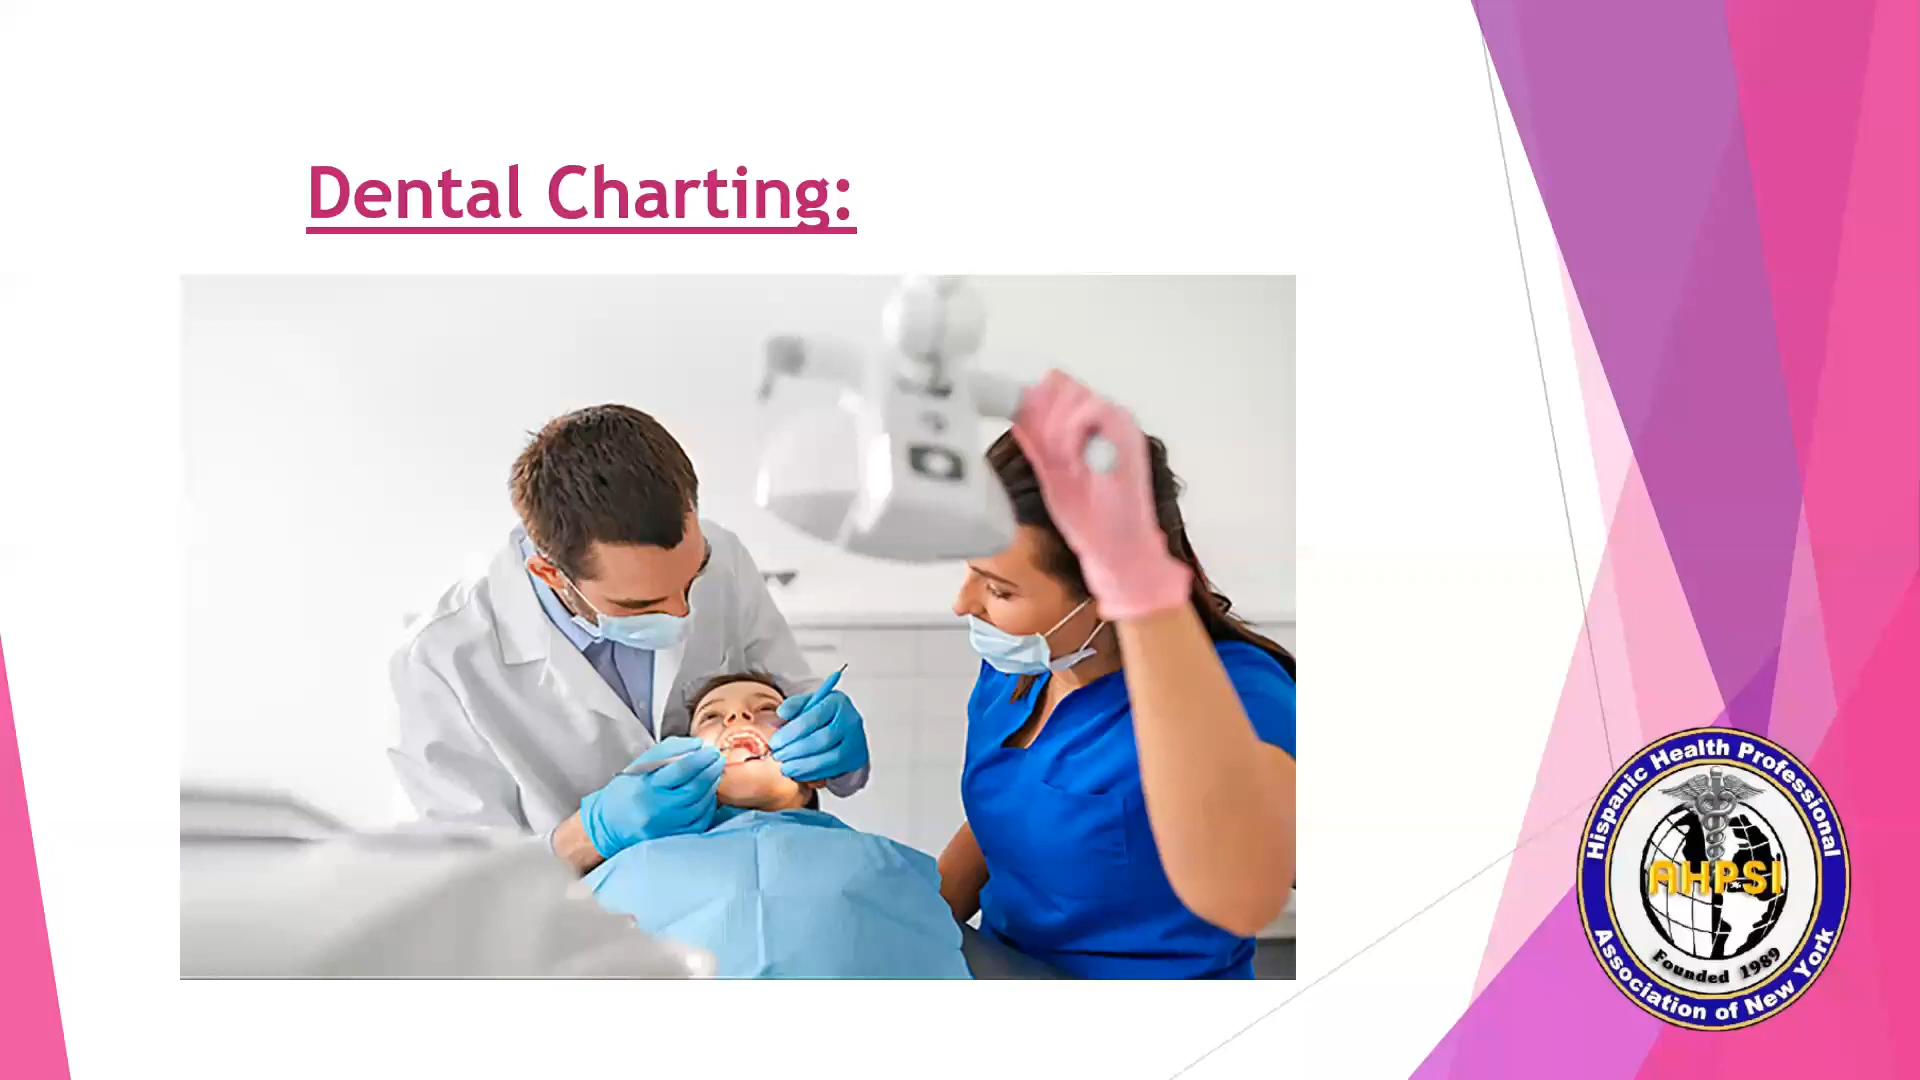 Dental Charting:
Hispanic Health Professional
AHPSI
Founded 1989
Association of New York